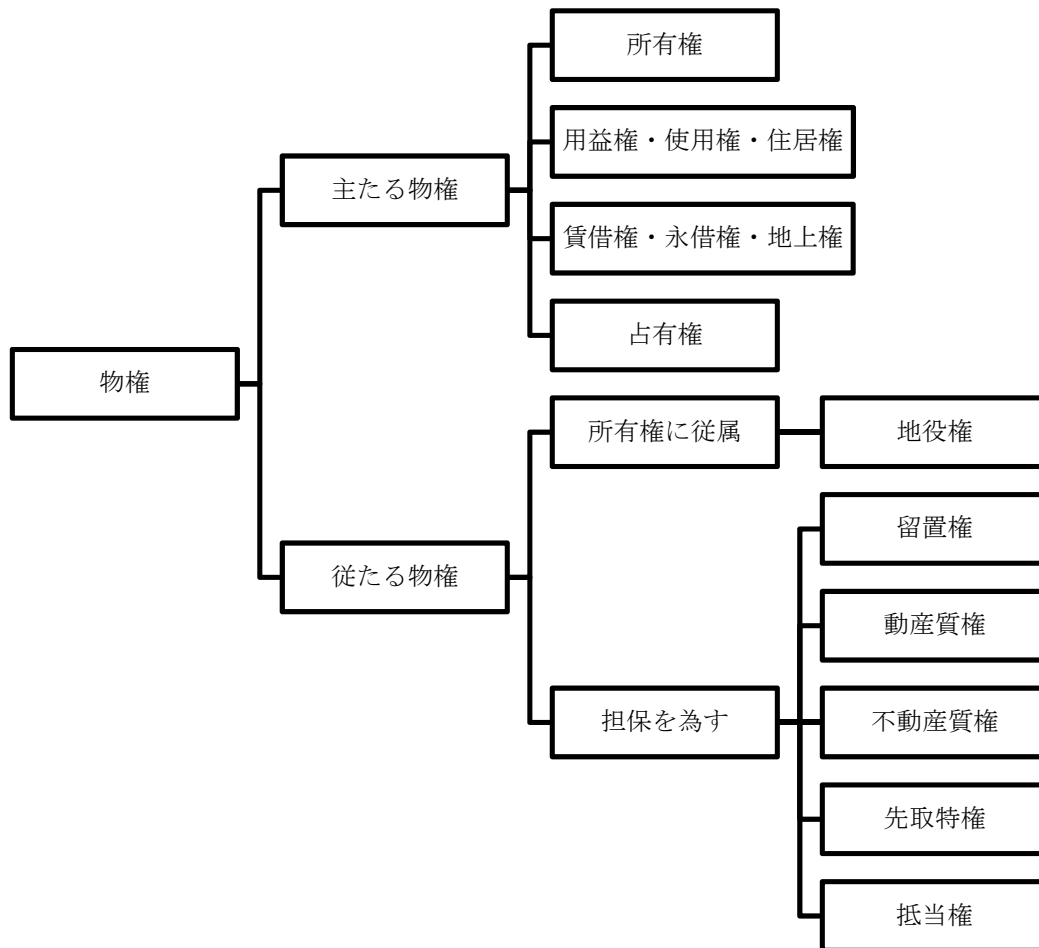 物権
主たる物権
所有権
用益権・使用権・住居権
賃借権・永借権・地上権
占有権
従たる物権
所有権に従属
地役権
担保を為す
留置権
動産質権
不動産質権
先取特権
抵当権